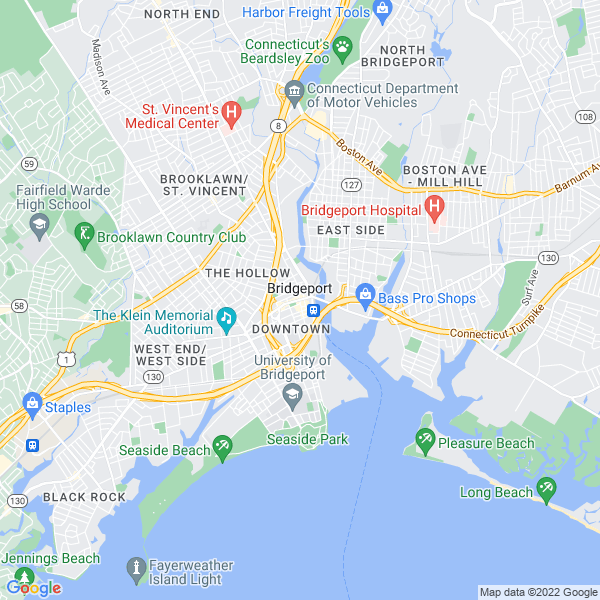 NORTH END
Harbor Freight Tools
Madison Ave
Connecticut's
Beardsley Zoo
NORTH
BRIDGEPORT
Connecticut Department
of Motor Vehicles
St. Vincent's
Medical Center
8
108
Boston Ave
59
BROOKLAWN/
ST. VINCENT
127
BOSTON AVE
- MILL HILL
Barnum Ave
Fairfield Warde
High School
Bridgeport Hospital
Brooklawn Country Club
EAST SIDE
130
THE HOLLOW
Surf Ave
Bridgeport
Bass Pro Shops
58
The Klein Memorial
Auditorium
DOWNTOWN
Connecticut Turnpike
1
WEST END/
WEST SIDE
130
University of
Bridgeport
Staples
Seaside Park
Seaside Beach
Pleasure Beach
BLACK ROCK
130
Long Beach
Jennings Beach
Fayerweather
Island Light
Google
Map data ©2022 Google